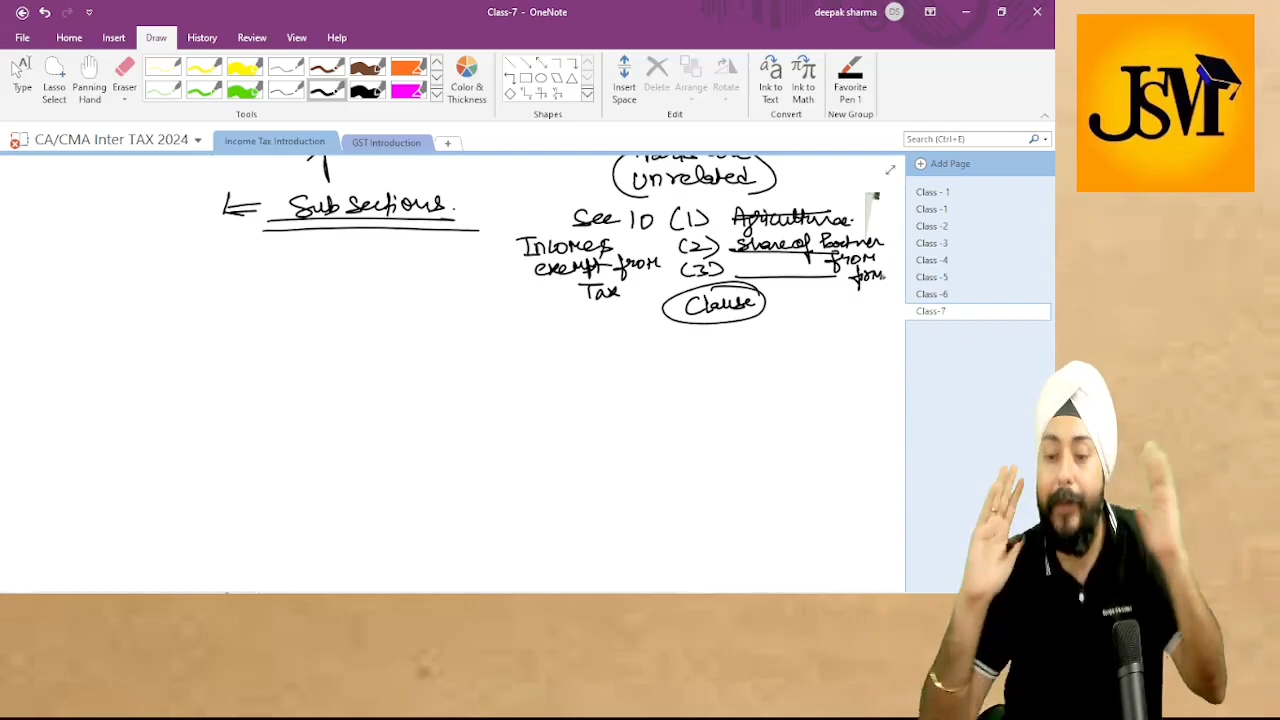 Class-7 - OneNote
deepak sharma
DS
File
Home
Insert
Draw
History
Review
View
Help
Type
Lasso
Select
Panning
Hand
Eraser
Color &
Thickness
Insert
Space
Delete
Arrange
Rotate
Ink to
Text
Ink to
Math
Favorite
Pen 1
Tools
Shapes
Edit
Convert
New Group
CA/CMA Inter TAX 2024
Income Tax Introduction
GST Introduction
Search (Ctrl+E)
Add Page
Class - 1
Class -1
Class -2
Class -3
Class -4
Class -5
Class -6
Class-7
JSM
Sub sections.
unrelated
Sec 10 (1)
Incomes (2) share of Partner
exempt from (3) from
Tax
Clause